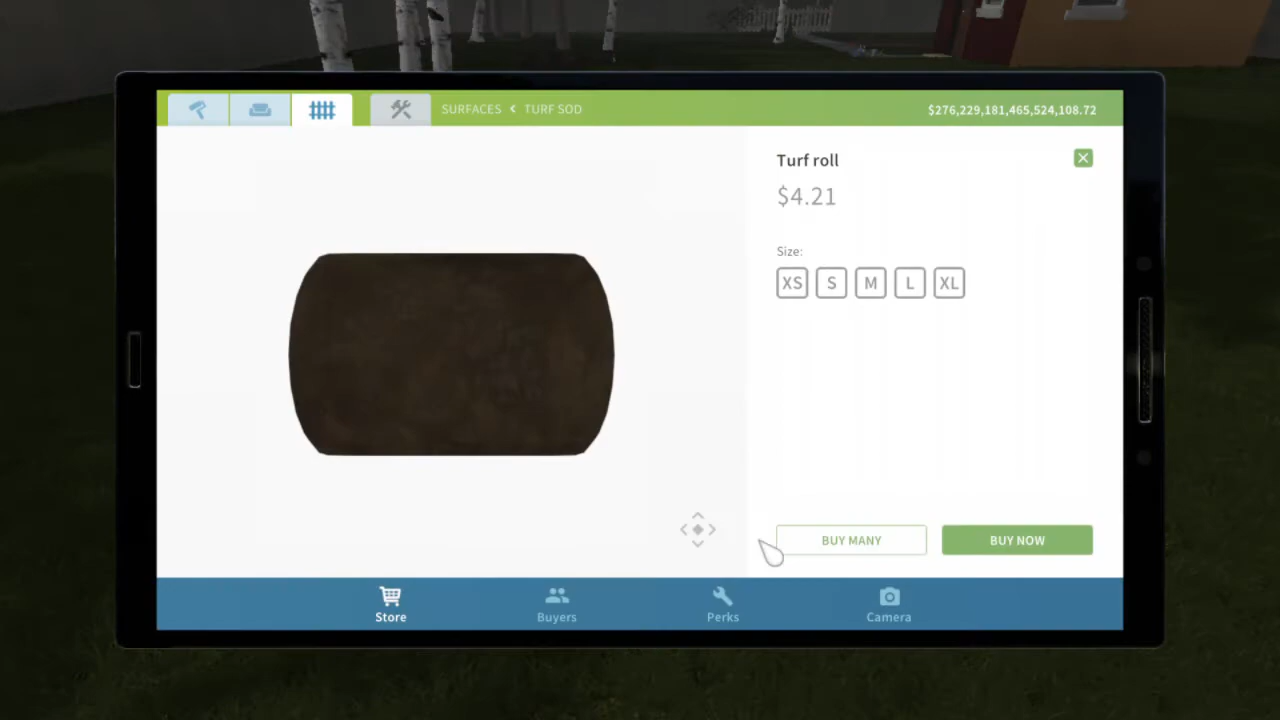 SURFACES < TURF SOD
$276,229,181,465,524,108.72
Turf roll
$4.21
Size:
XS S M L XL
BUY MANY
BUY NOW
Store
Buyers
Perks
Camera